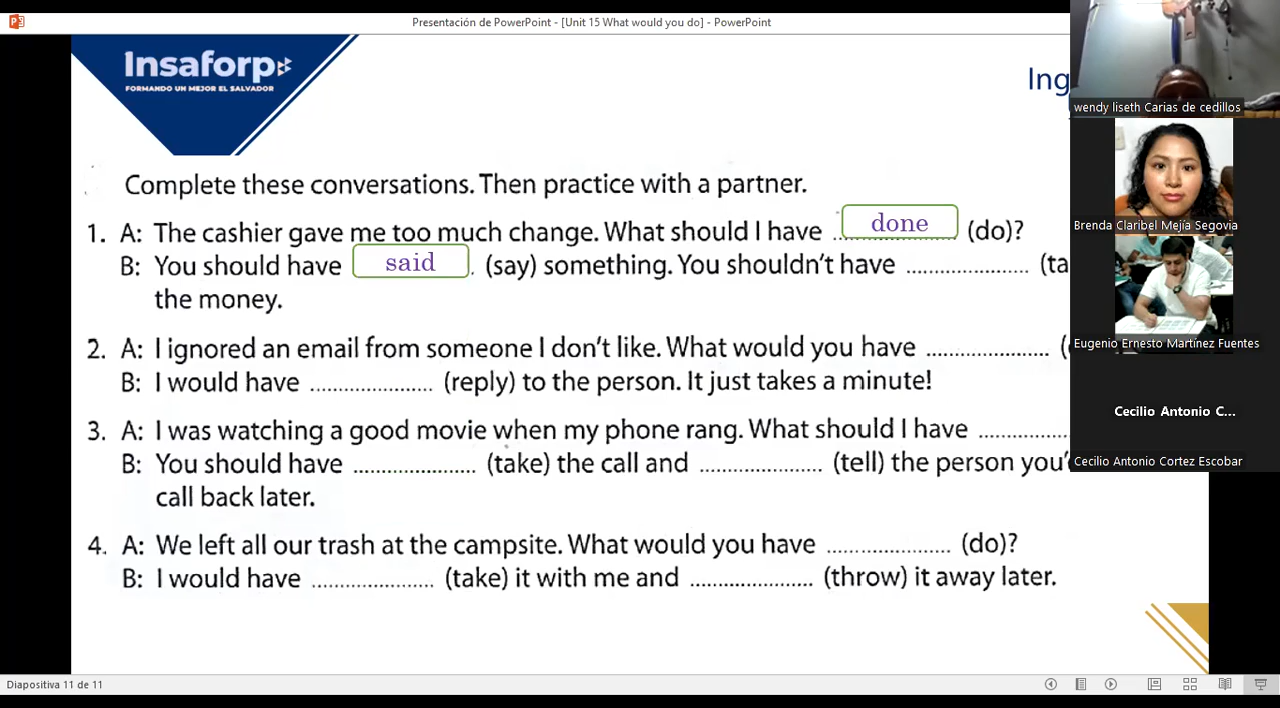 Presentación de PowerPoint - [Unit 15 What would you do] - PowerPoint
Insaforp
FORMANDO UN MEJOR EL SALVADOR
Ing
Complete these conversations. Then practice with a partner.
1. A: The cashier gave me too much change. What should I have done (do)?
B: You should have said. (say) something. You shouldn't have ........................ (ta
the money.
2. A: I ignored an email from someone I don't like. What would you have ........................ (
B: I would have ........................ (reply) to the person. It just takes a minute!
3. A: I was watching a good movie when my phone rang. What should I have ..................
B: You should have ........................ (take) the call and ........................ (tell) the person you'
call back later.
4. A: We left all our trash at the campsite. What would you have ........................ (do)?
B: I would have ........................ (take) it with me and ........................ (throw) it away later.
wendy liseth Carias de cedillos
Brenda Claribel Mejía Segovia
Eugenio Ernesto Martínez Fuentes
Cecilio Antonio C...
Cecilio Antonio Cortez Escobar
Diapositiva 11 de 11